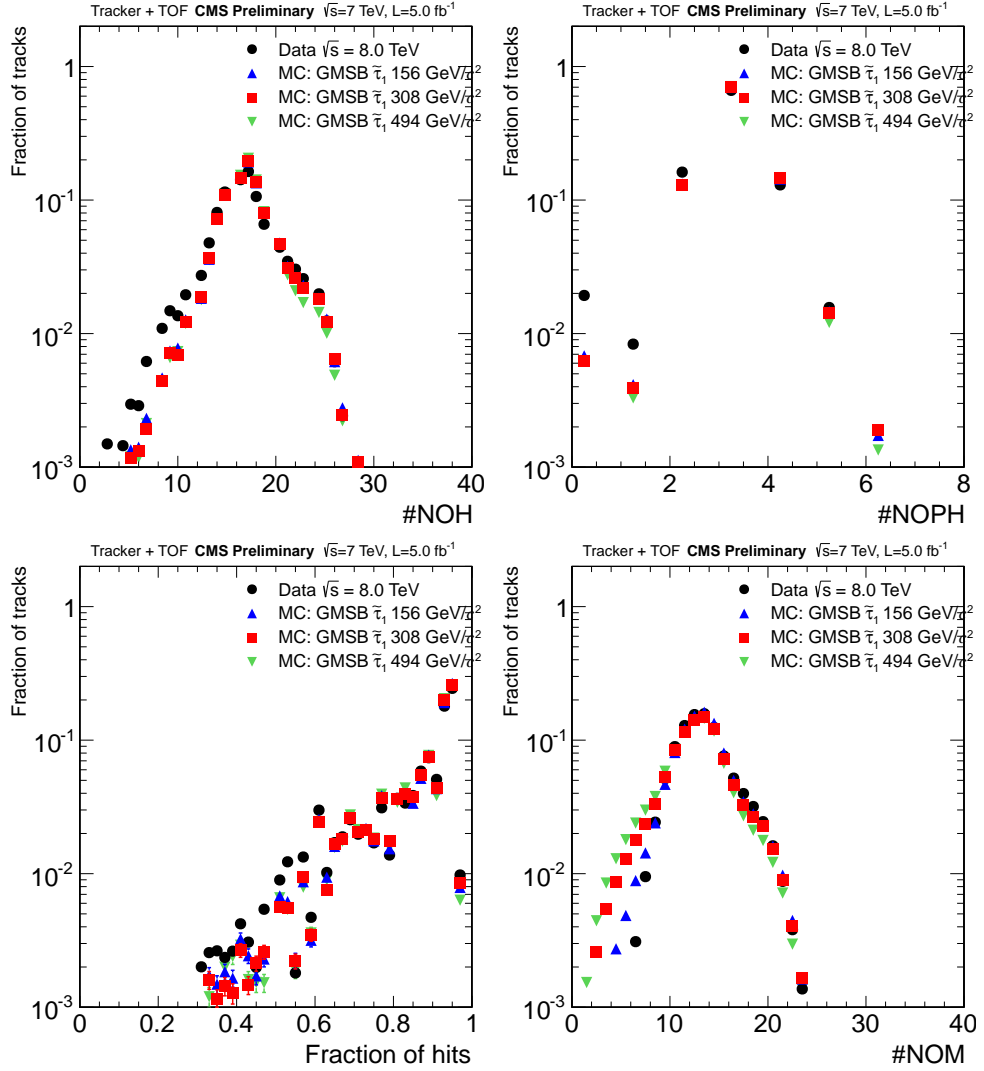 Tracker + TOF CMS Preliminary √s=7 TeV, L=5.0 fb⁻¹
Fraction of tracks
1
10⁻¹
10⁻²
10⁻³
Data √s = 8.0 TeV
MC: GMSB τ̃₁ 156 GeV/c²
MC: GMSB τ̃₁ 308 GeV/c²
MC: GMSB τ̃₁ 494 GeV/c²
0 10 20 30 40
#NOH
Tracker + TOF CMS Preliminary √s=7 TeV, L=5.0 fb⁻¹
Fraction of tracks
1
10⁻¹
10⁻²
10⁻³
Data √s = 8.0 TeV
MC: GMSB τ̃₁ 156 GeV/c²
MC: GMSB τ̃₁ 308 GeV/c²
MC: GMSB τ̃₁ 494 GeV/c²
0 2 4 6 8
#NOPH
Tracker + TOF CMS Preliminary √s=7 TeV, L=5.0 fb⁻¹
Fraction of tracks
1
10⁻¹
10⁻²
10⁻³
Data √s = 8.0 TeV
MC: GMSB τ̃₁ 156 GeV/c²
MC: GMSB τ̃₁ 308 GeV/c²
MC: GMSB τ̃₁ 494 GeV/c²
0 0.2 0.4 0.6 0.8 1
Fraction of hits
Tracker + TOF CMS Preliminary √s=7 TeV, L=5.0 fb⁻¹
Fraction of tracks
1
10⁻¹
10⁻²
10⁻³
Data √s = 8.0 TeV
MC: GMSB τ̃₁ 156 GeV/c²
MC: GMSB τ̃₁ 308 GeV/c²
MC: GMSB τ̃₁ 494 GeV/c²
0 10 20 30 40
#NOM